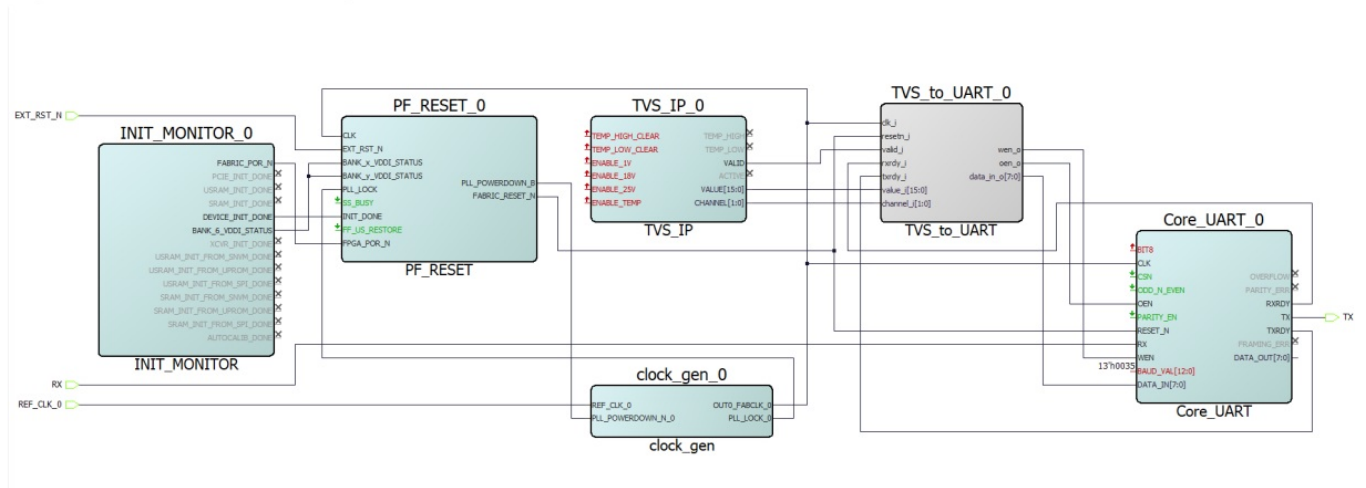 EXT_RST_N
RX
REF_CLK_0
INIT_MONITOR_0
FABRIC_POR_N
PCIE_INIT_DONE
USRAM_INIT_DONE
SRAM_INIT_DONE
DEVICE_INIT_DONE
BANK_6_VDDI_STATUS
XCVR_INIT_DONE
USRAM_INIT_FROM_SNVM_DONE
USRAM_INIT_FROM_UPROM_DONE
USRAM_INIT_FROM_SPI_DONE
SRAM_INIT_FROM_SNVM_DONE
SRAM_INIT_FROM_UPROM_DONE
SRAM_INIT_FROM_SPI_DONE
AUTOCALIB_DONE
INIT_MONITOR
PF_RESET_0
CLK
EXT_RST_N
BANK_x_VDDI_STATUS
BANK_y_VDDI_STATUS
PLL_LOCK
SS_BUSY
INIT_DONE
FF_US_RESTORE
FPGA_POR_N
PLL_POWERDOWN_B
FABRIC_RESET_N
PF_RESET
TVS_IP_0
TEMP_HIGH_CLEAR
TEMP_LOW_CLEAR
ENABLE_1V
ENABLE_18V
ENABLE_25V
ENABLE_TEMP
TEMP_HIGH
TEMP_LOW
VALID
ACTIVE
VALUE[15:0]
CHANNEL[1:0]
TVS_IP
clock_gen_0
REF_CLK_0
PLL_POWERDOWN_N_0
OUT0_FABCLK_0
PLL_LOCK_0
clock_gen
TVS_to_UART_0
clk_i
resetn_i
valid_i
rxrdy_i
txrdy_i
value_i[15:0]
channel_i[1:0]
wen_o
oen_o
data_in_o[7:0]
TVS_to_UART
Core_UART_0
BIT8
CLK
CSN
ODD_N_EVEN
OEN
PARITY_EN
RESET_N
RX
WEN
13'h0035
BAUD_VAL[12:0]
DATA_IN[7:0]
OVERFLOW
PARITY_ERR
RXRDY
TX
TXRDY
FRAMING_ERR
DATA_OUT[7:0]
Core_UART
TX